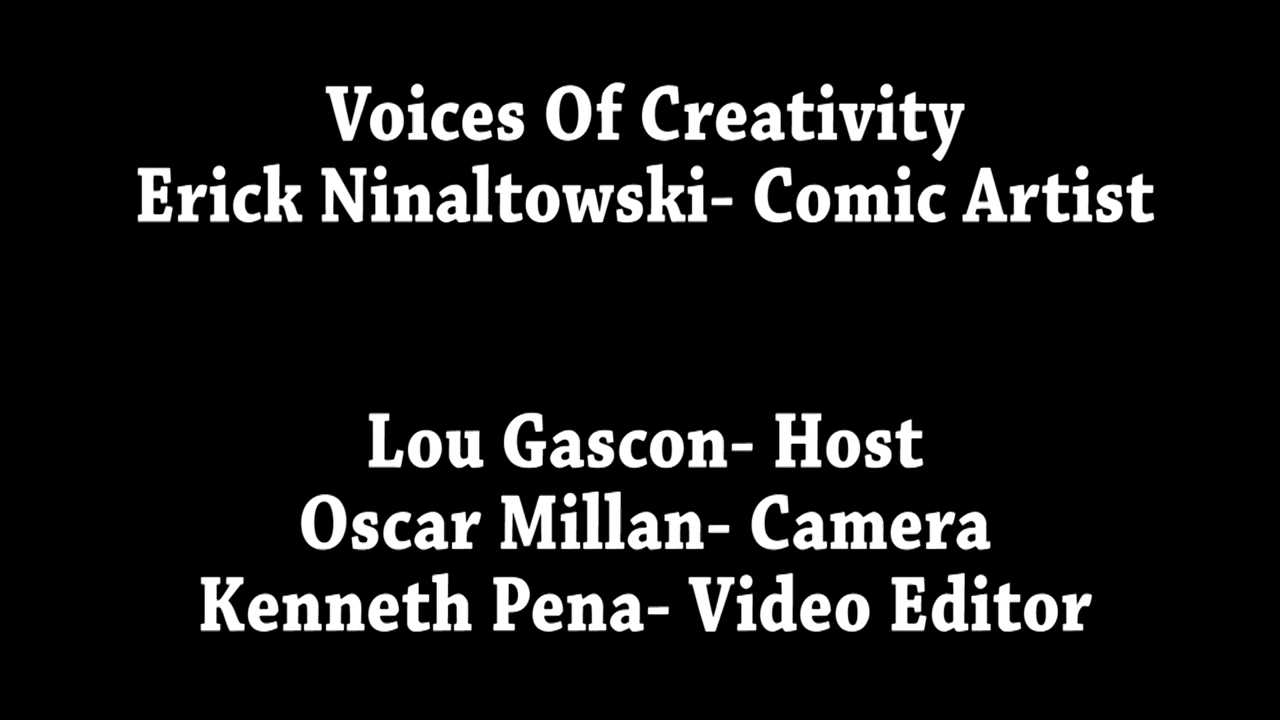 Voices Of Creativity
Erick Ninaltowski- Comic Artist
Lou Gascon- Host
Oscar Millan- Camera
Kenneth Pena- Video Editor